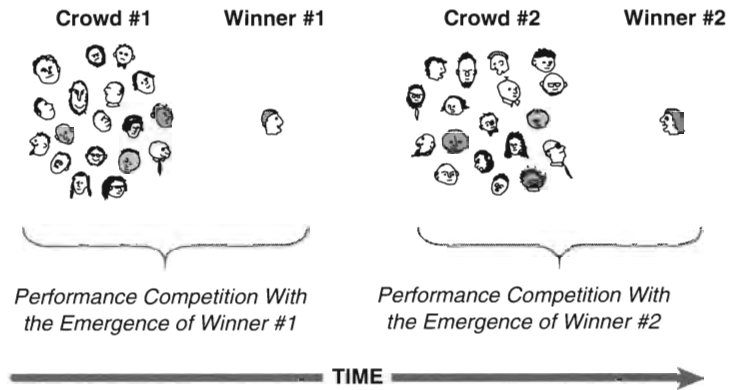 Crowd #1 Winner #1 Crowd #2 Winner #2
Performance Competition With
the Emergence of Winner #1
Performance Competition With
the Emergence of Winner #2
TIME